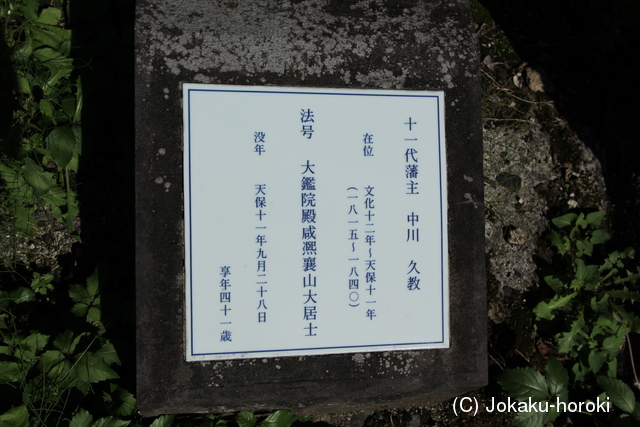 十一代藩主　中川　久教
在位　文化十二年～天保十一年
（一八一五～一八四〇）
法号　大鑑院殿咸凞襄山大居士
没年　天保十一年九月二十八日
享年四十一歳
(C) Jokaku-horoki